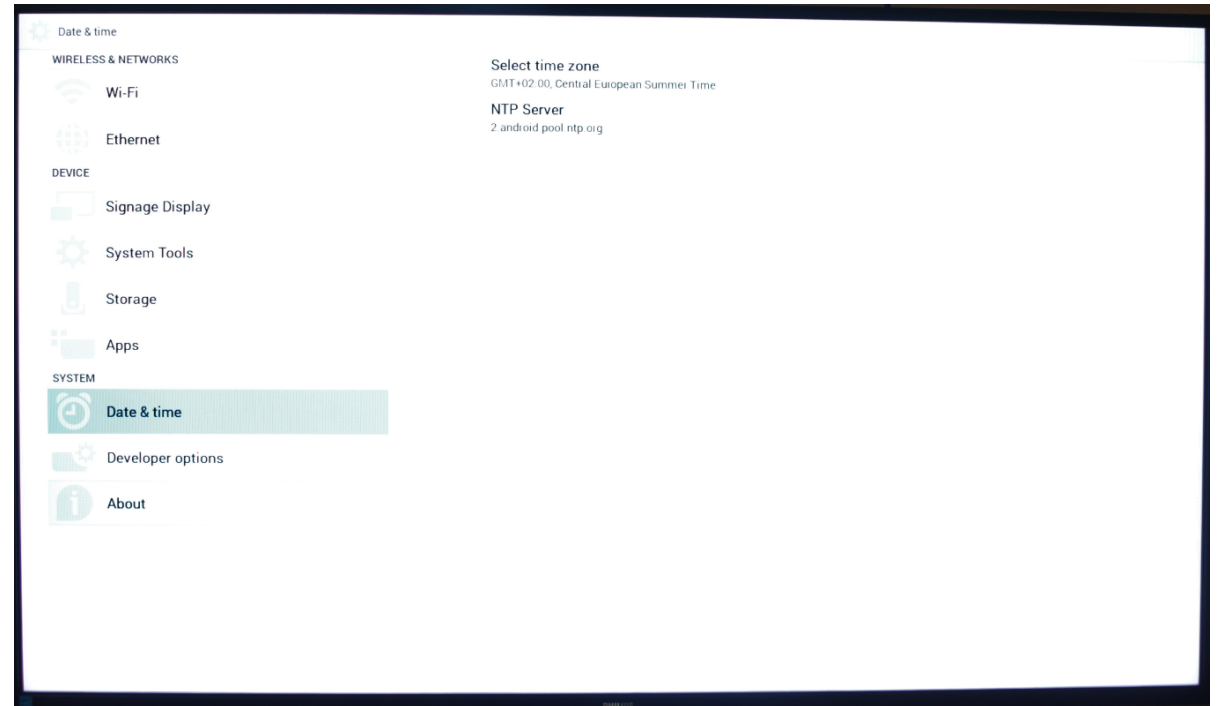 Date & time
WIRELESS & NETWORKS
Wi-Fi
Ethernet
DEVICE
Signage Display
System Tools
Storage
Apps
SYSTEM
Date & time
Developer options
About
Select time zone
GMT+02:00, Central European Summer Time
NTP Server
2.android.pool.ntp.org